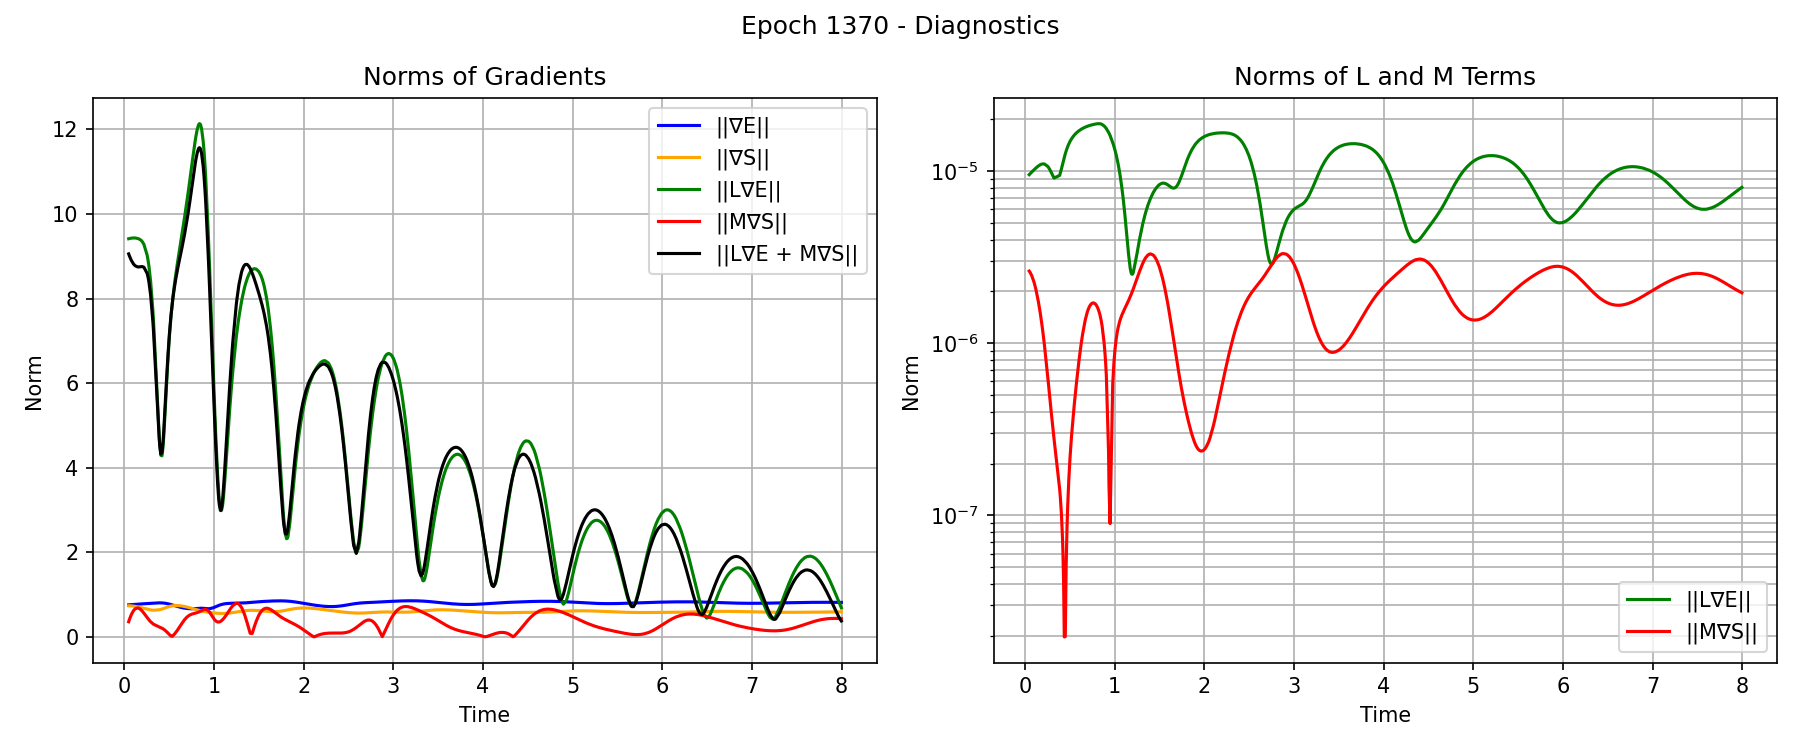 Epoch 1370 - Diagnostics
Norms of Gradients
Norm
12
10
8
6
4
2
0
0 1 2 3 4 5 6 7 8
Time
||∇E||
||∇S||
||L∇E||
||M∇S||
||L∇E + M∇S||
Norms of L and M Terms
Norm
10⁻⁵
10⁻⁶
10⁻⁷
0 1 2 3 4 5 6 7 8
Time
||L∇E||
||M∇S||